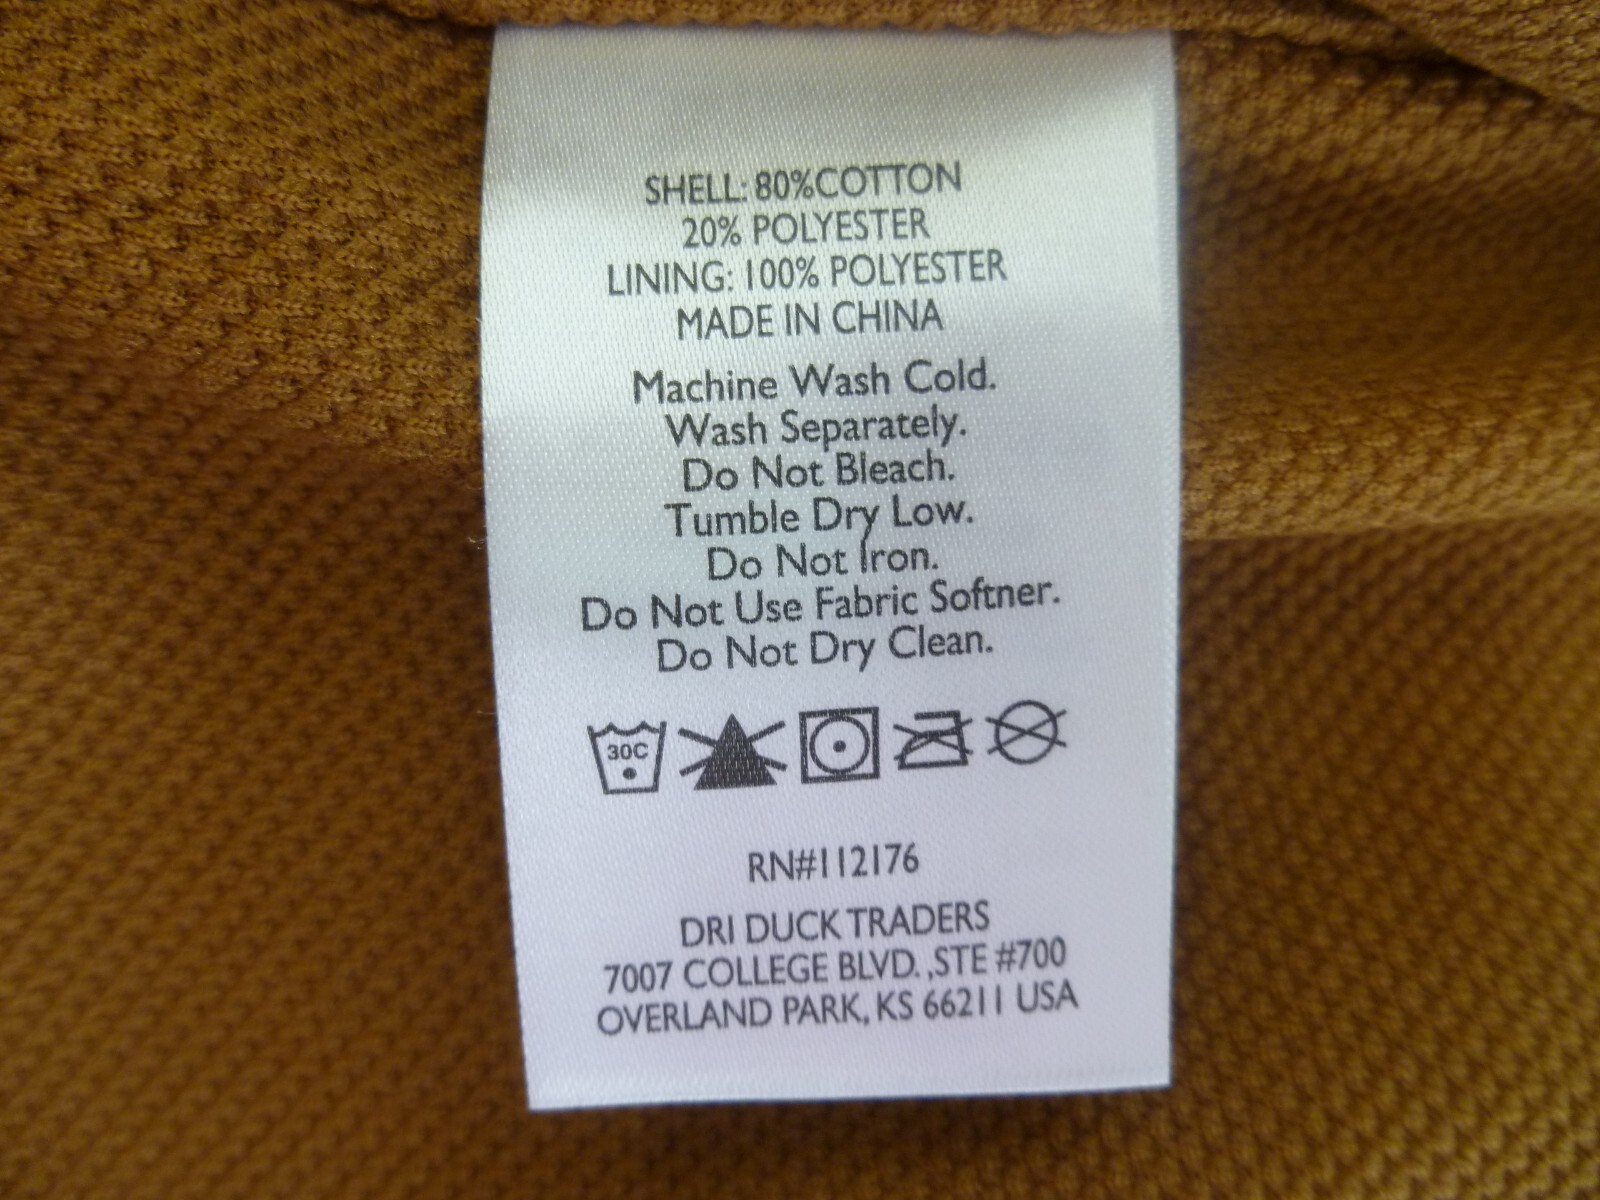 SHELL: 80%COTTON
20% POLYESTER
LINING: 100% POLYESTER
MADE IN CHINA
Machine Wash Cold.
Wash Separately.
Do Not Bleach.
Tumble Dry Low.
Do Not Iron.
Do Not Use Fabric Softner.
Do Not Dry Clean.
30C
RN#112176
DRI DUCK TRADERS
7007 COLLEGE BLVD. ,STE #700
OVERLAND PARK, KS 66211 USA